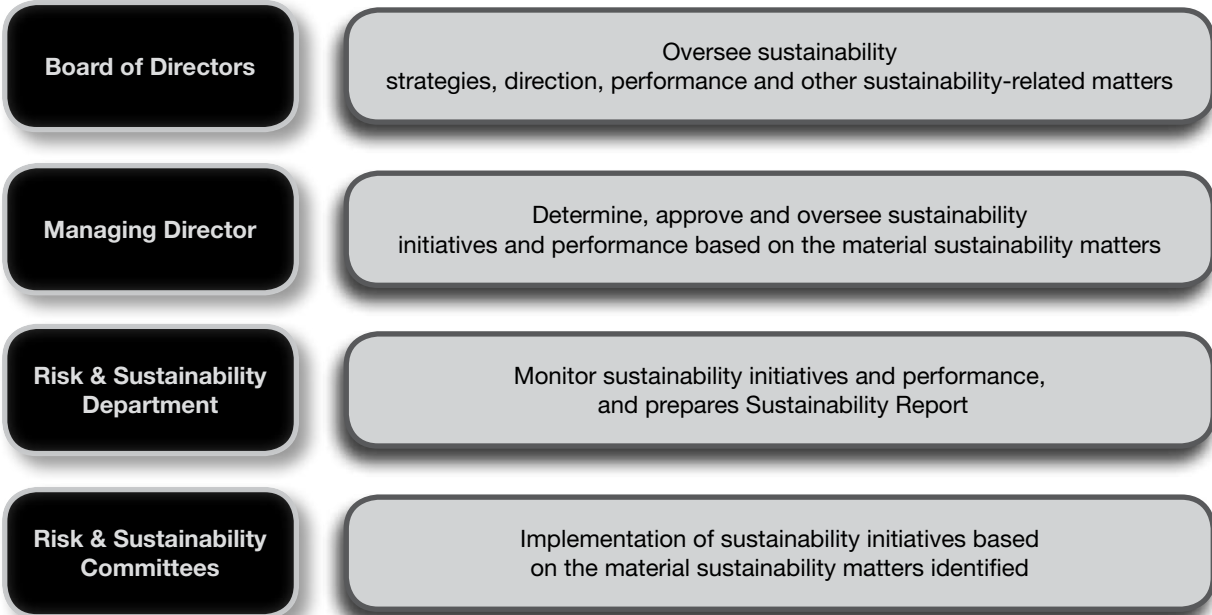 Board of Directors
Oversee sustainability
strategies, direction, performance and other sustainability-related matters
Managing Director
Determine, approve and oversee sustainability
initiatives and performance based on the material sustainability matters
Risk & Sustainability
Department
Monitor sustainability initiatives and performance,
and prepares Sustainability Report
Risk & Sustainability
Committees
Implementation of sustainability initiatives based
on the material sustainability matters identified